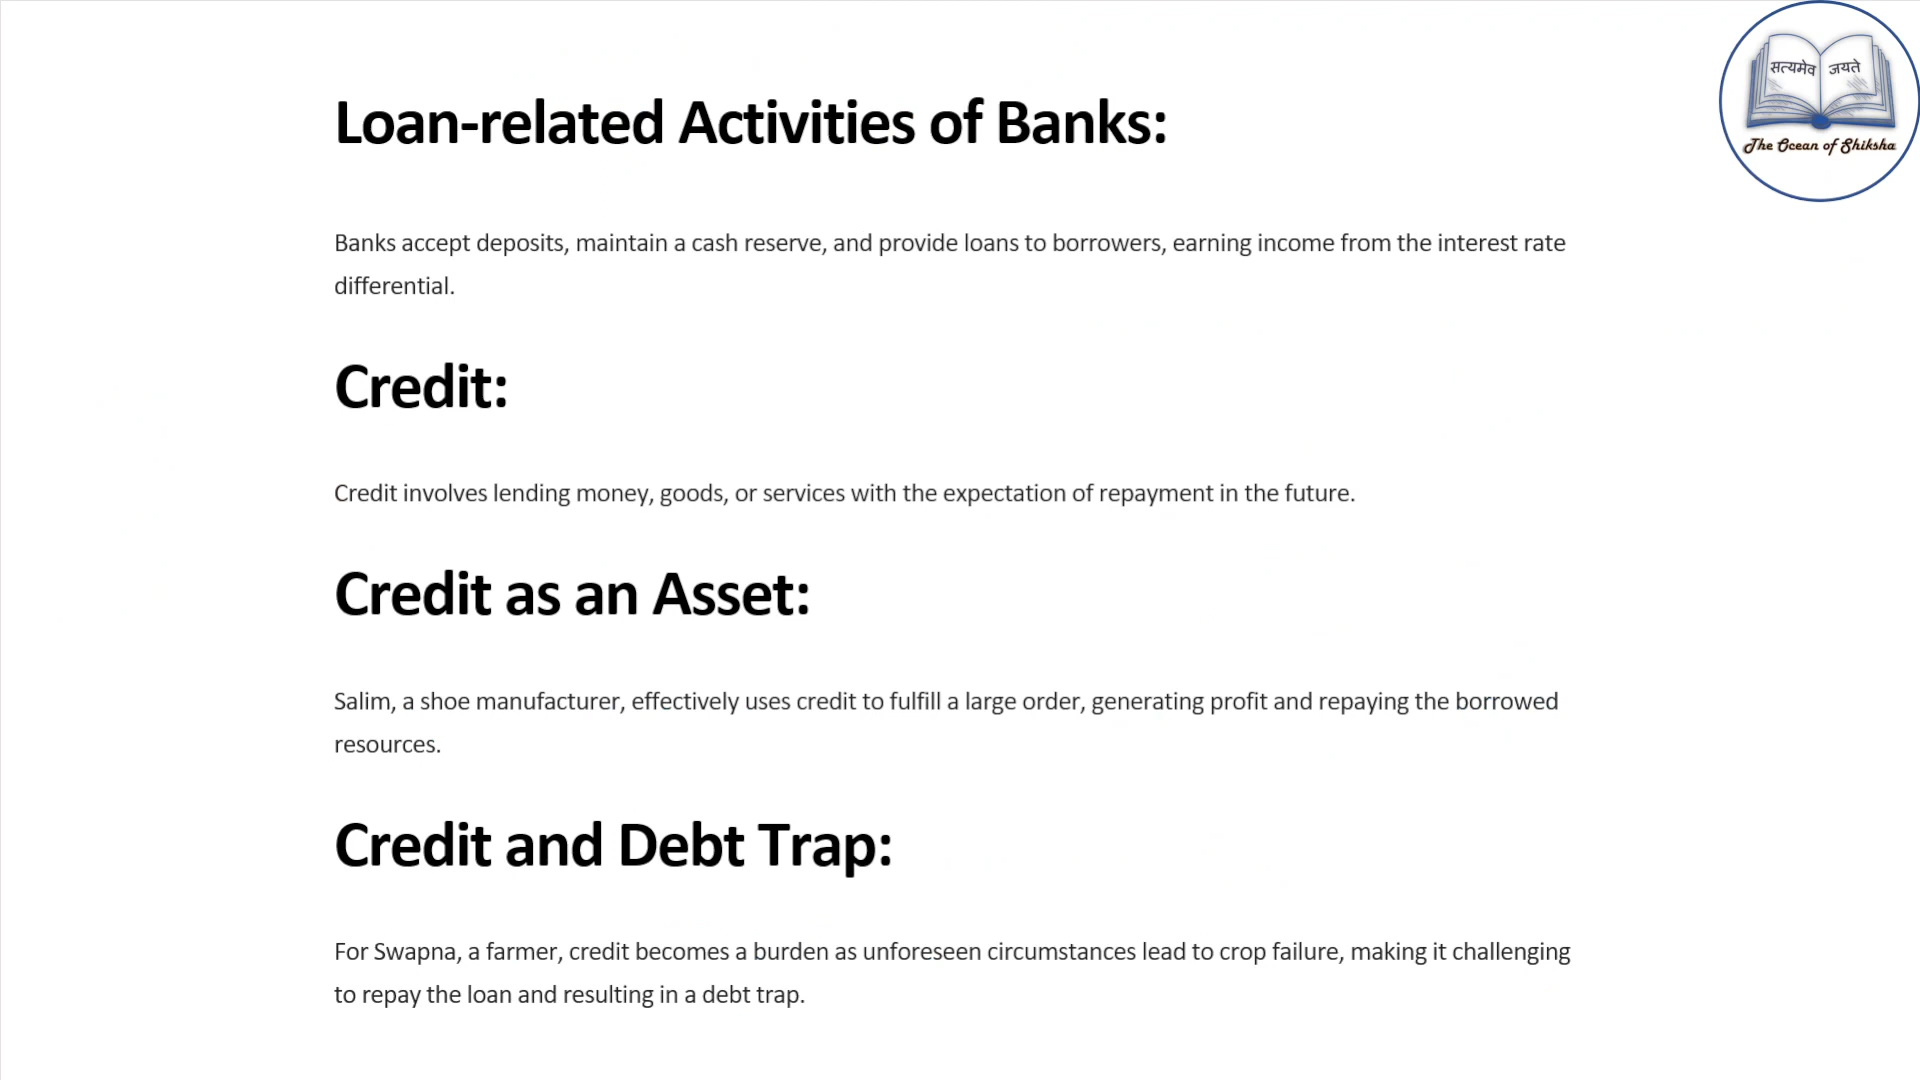 सत्यमेव जयते
The Ocean of Shiksha
Loan-related Activities of Banks:
Banks accept deposits, maintain a cash reserve, and provide loans to borrowers, earning income from the interest rate
differential.
Credit:
Credit involves lending money, goods, or services with the expectation of repayment in the future.
Credit as an Asset:
Salim, a shoe manufacturer, effectively uses credit to fulfill a large order, generating profit and repaying the borrowed
resources.
Credit and Debt Trap:
For Swapna, a farmer, credit becomes a burden as unforeseen circumstances lead to crop failure, making it challenging
to repay the loan and resulting in a debt trap.